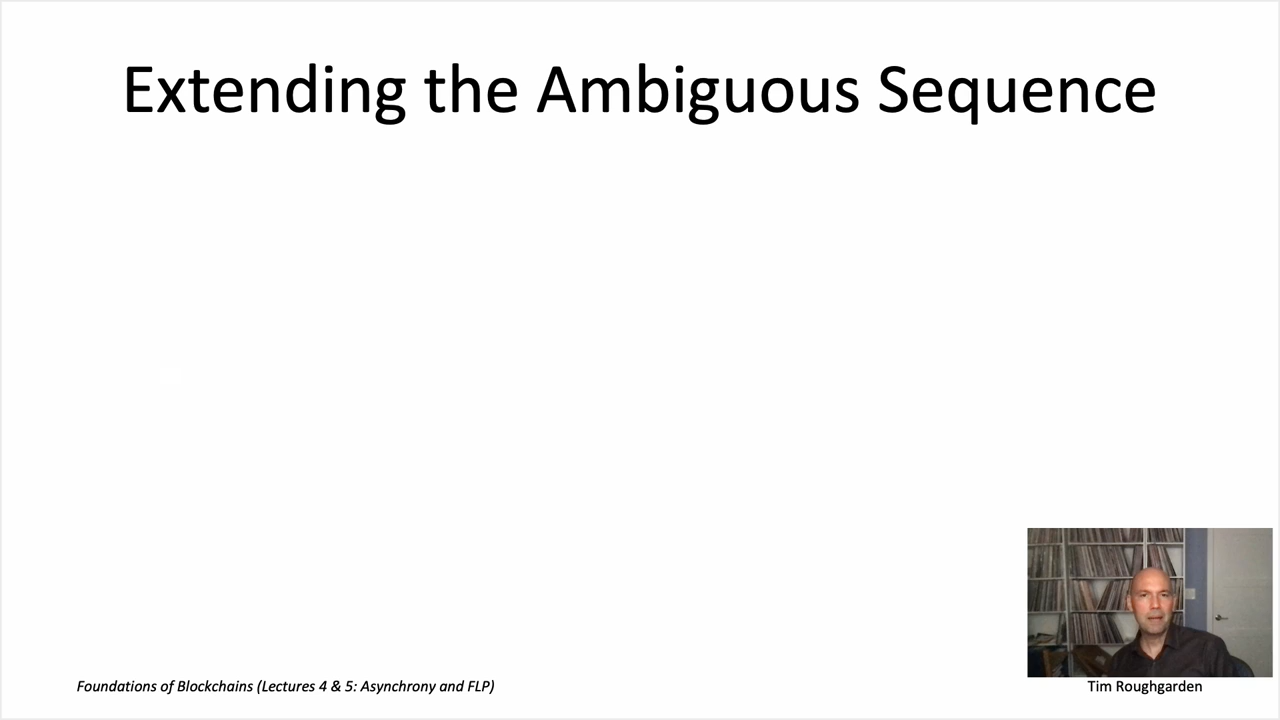 Extending the Ambiguous Sequence
Foundations of Blockchains (Lectures 4 & 5: Asynchrony and FLP)
Tim Roughgarden